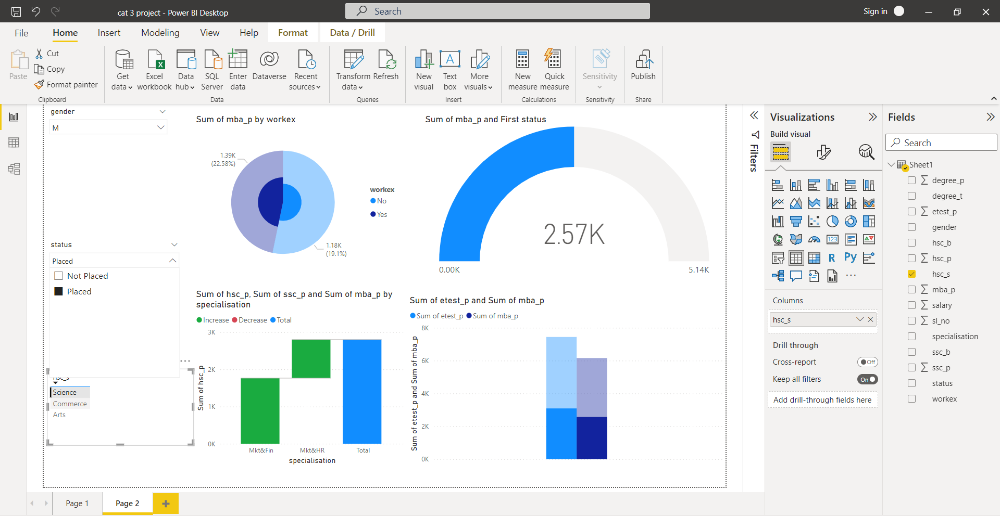 cat 3 project - Power BI Desktop
Search
Sign in
File
Home
Insert
Modeling
View
Help
Format
Data / Drill
Paste
Cut
Copy
Format painter
Clipboard
Get data
Excel workbook
Data hub
SQL Server
Enter data
Dataverse
Recent sources
Data
Transform data
Refresh
Queries
New visual
Text box
More visuals
Insert
New measure
Quick measure
Calculations
Sensitivity
Sensitivity
Publish
Share
gender
M
status
Placed
Not Placed
Placed
hsc_s
Science
Commerce
Arts
Sum of mba_p by workex
1.39K
(22.58%)
1.18K
(19.1%)
workex
No
Yes
Sum of mba_p and First status
2.57K
0.00K
5.14K
Sum of hsc_p, Sum of ssc_p and Sum of mba_p by
specialisation
Increase
Decrease
Total
Sum of hsc_p
3K
2K
1K
0K
Mkt&Fin
Mkt&HR
Total
specialisation
Sum of etest_p and Sum of mba_p
Sum of etest_p
Sum of mba_p
Sum of etest_p and Sum of mba_p
8K
6K
4K
2K
0K
Filters
Visualizations
Build visual
123
R
Py
Columns
hsc_s
Drill through
Cross-report
Off
Keep all filters
On
Add drill-through fields here
Fields
Search
Sheet1
degree_p
degree_t
etest_p
gender
hsc_b
hsc_p
hsc_s
mba_p
salary
sl_no
specialisation
ssc_b
ssc_p
status
workex
Page 1
Page 2